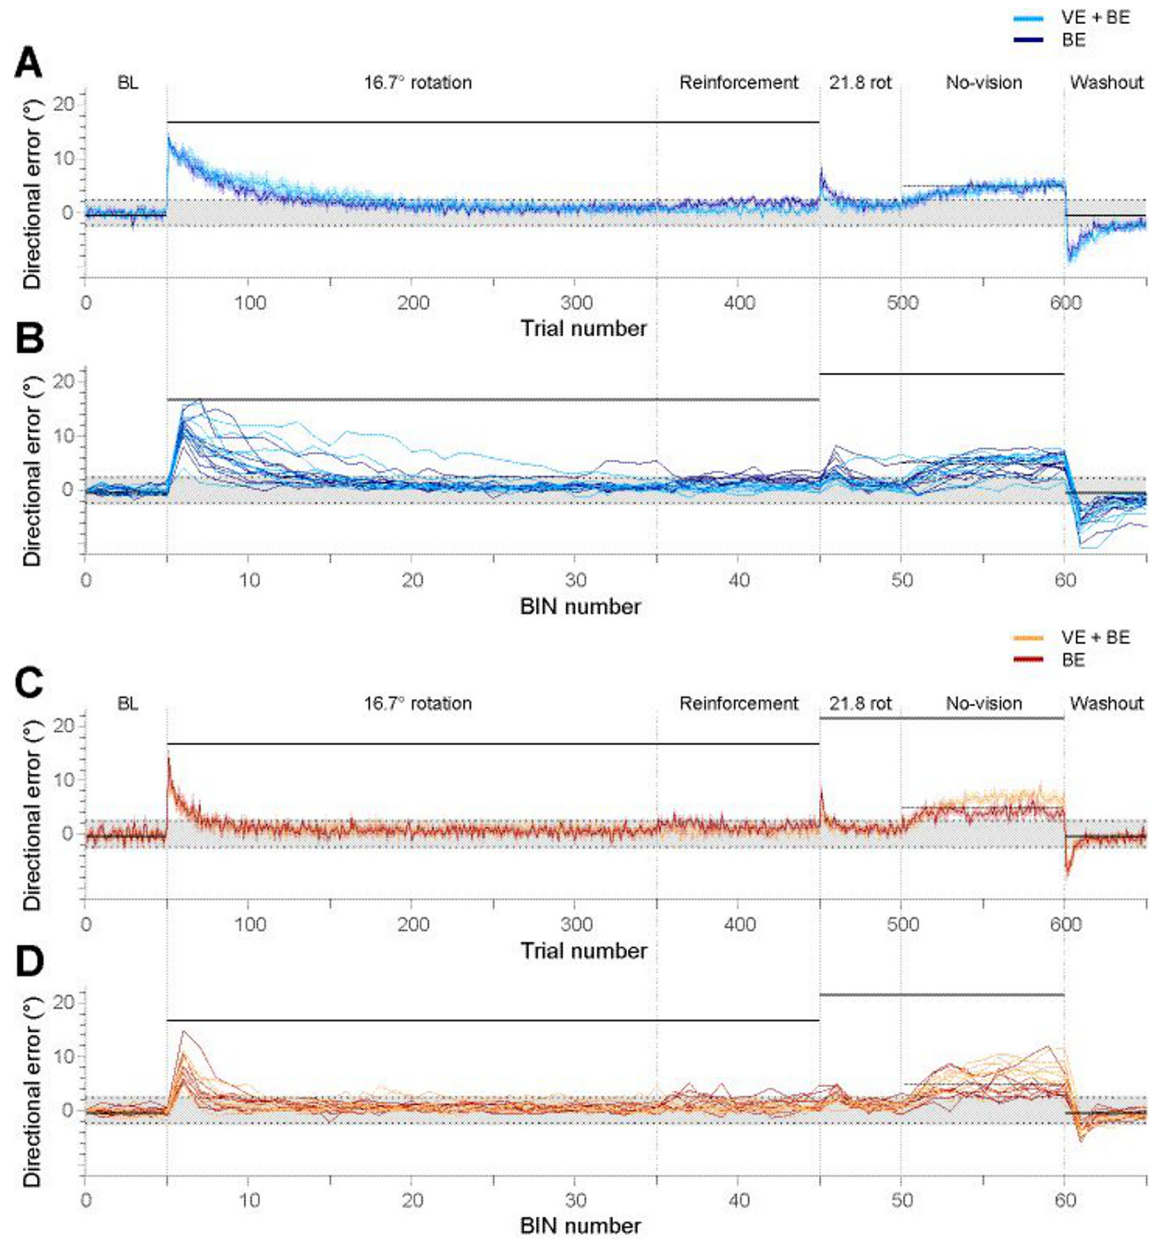 VE + BE
BE
A
BL 16.7° rotation Reinforcement 21.8 rot No-vision Washout
Directional error (°)
20
10
0
0 100 200 300 400 500 600
Trial number
B
Directional error (°)
20
10
0
0 10 20 30 40 50 60
BIN number
VE + BE
BE
C
BL 16.7° rotation Reinforcement 21.8 rot No-vision Washout
Directional error (°)
20
10
0
0 100 200 300 400 500 600
Trial number
D
Directional error (°)
20
10
0
0 10 20 30 40 50 60
BIN number